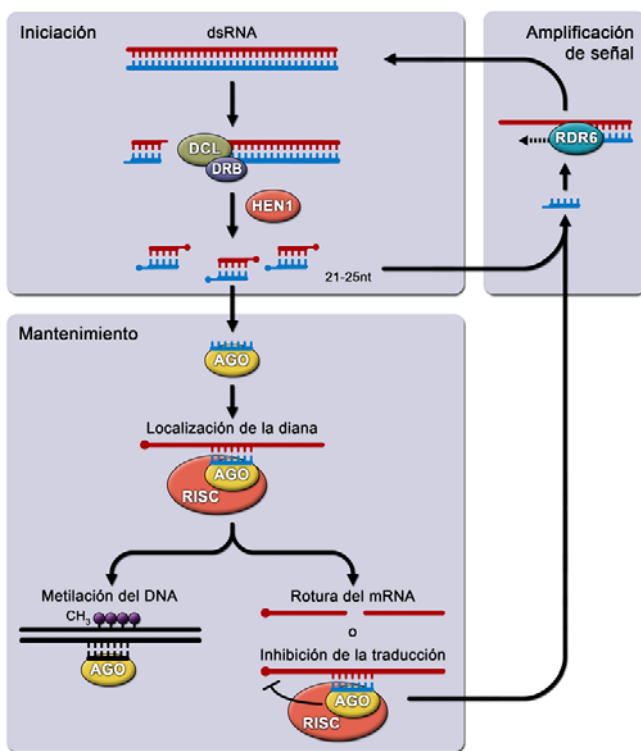 Iniciación
dsRNA
DCL
DRB
HEN1
21-25nt
Amplificación
de señal
RDR6
Mantenimiento
AGO
Localización de la diana
AGO
RISC
Metilación del DNA
CH3
AGO
Rotura del mRNA
o
Inhibición de la traducción
AGO
RISC